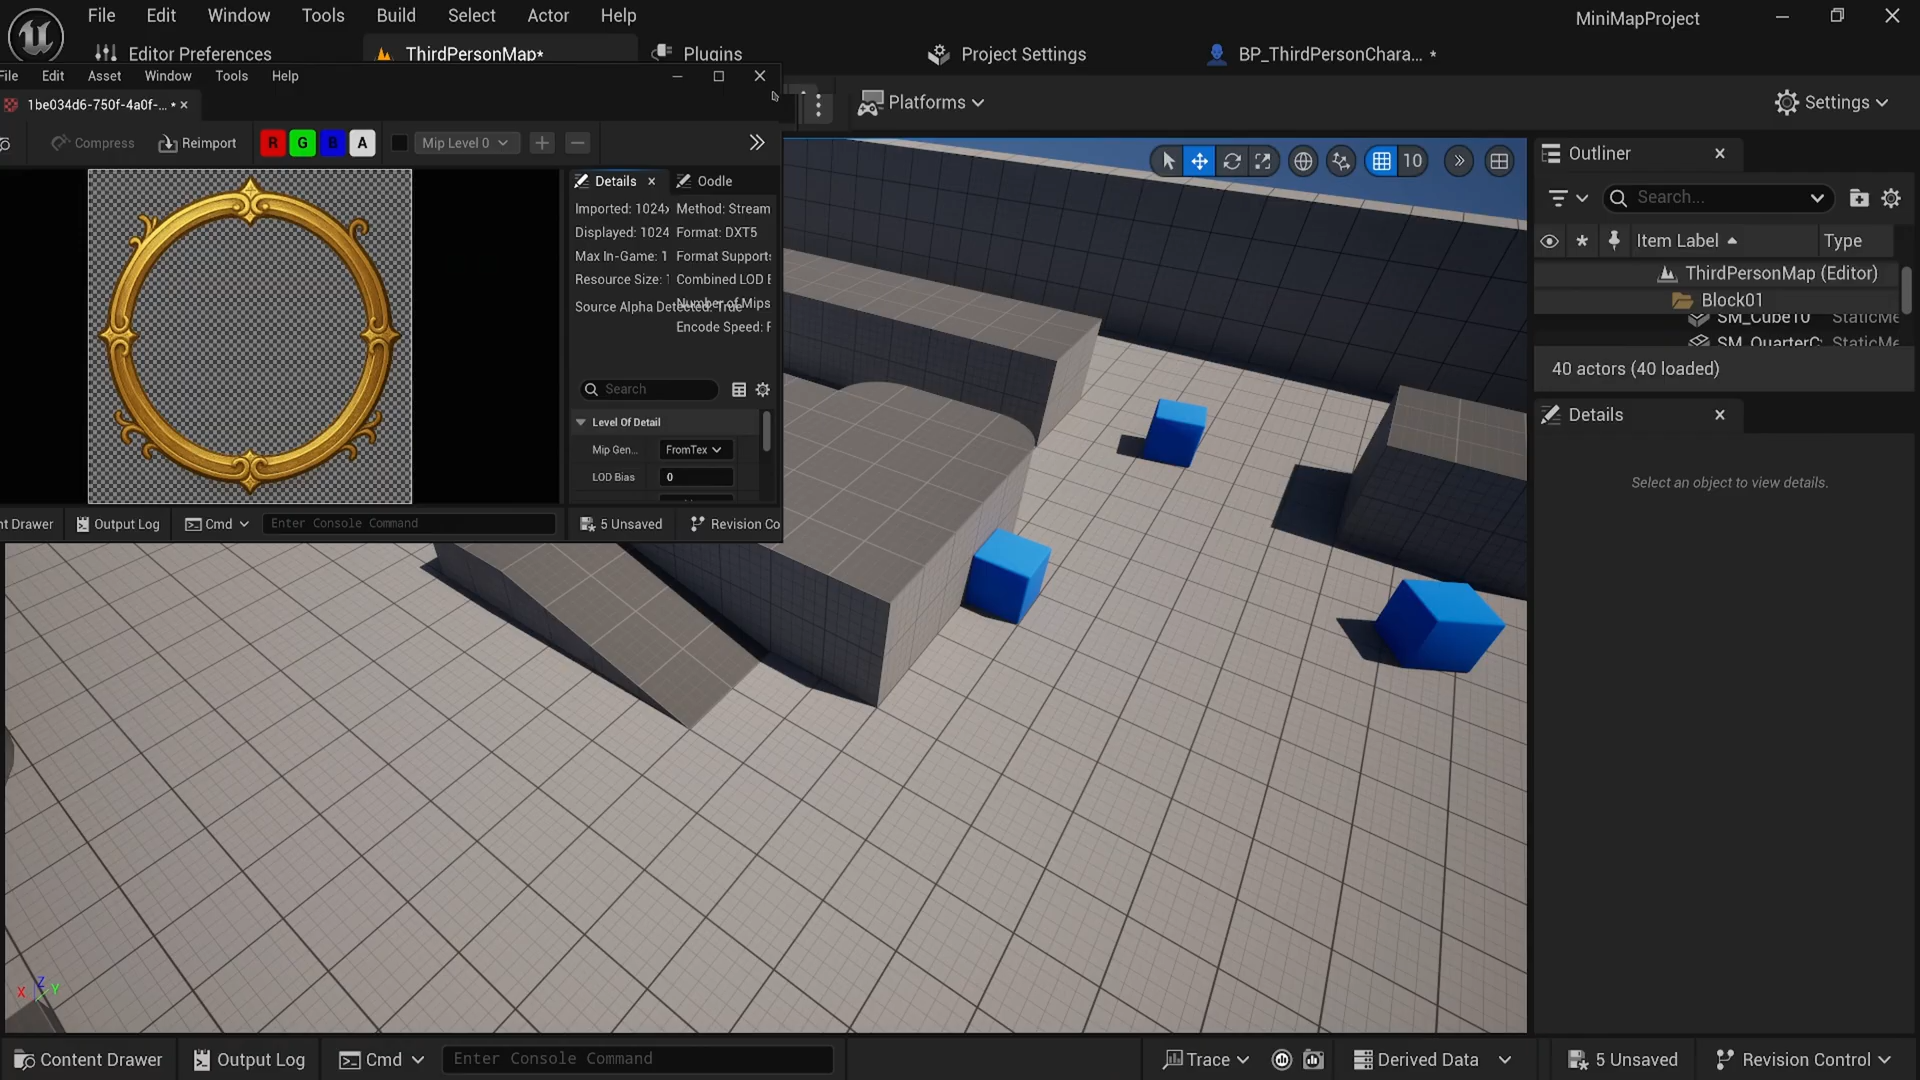 File Edit Window Tools Build Select Actor Help
MiniMapProject
Editor Preferences
ThirdPersonMap*
Plugins
Project Settings
BP_ThirdPersonChara... *
File Edit Asset Window Tools Help
1be034d6-750f-4a0f-... *
Platforms
Settings
Compress
Reimport
R G B A
Mip Level 0
10
Outliner
Details
Oodle
Search...
Imported: 1024x
Method: Stream
Displayed: 1024
Format: DXT5
Item Label
Type
Max In-Game: 1
Format Supports
ThirdPersonMap (Editor)
Resource Size: 1
Combined LOD B
Block01
Source Alpha Detected: True
Number of Mips
SM_Cube10
StaticMe
Encode Speed: F
SM_QuarterC
StaticMe
40 actors (40 loaded)
Search
Details
Level Of Detail
Mip Gen...
FromTex
LOD Bias
0
Select an object to view details.
nt Drawer
Output Log
Cmd
Enter Console Command
5 Unsaved
Revision Co
Z
X
Y
Content Drawer
Output Log
Cmd
Enter Console Command
Trace
Derived Data
5 Unsaved
Revision Control